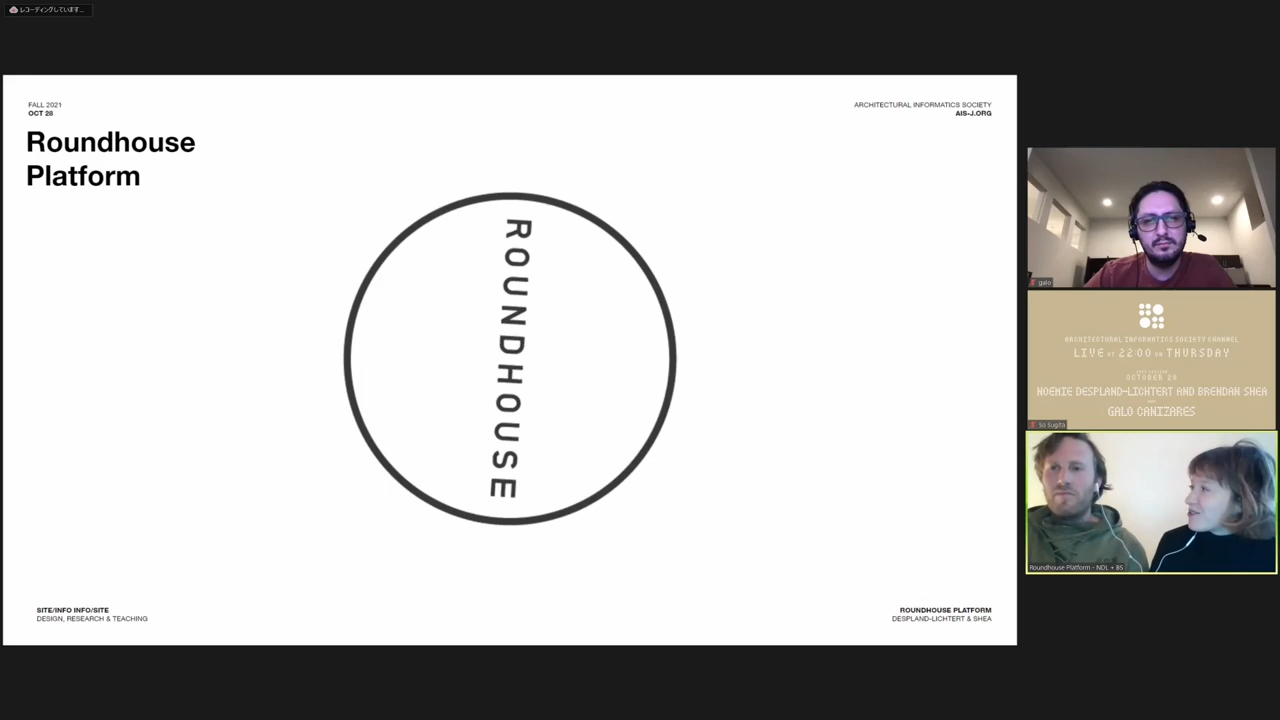 レコーディングしています...
FALL 2021
OCT 28
Roundhouse
Platform
ARCHITECTURAL INFORMATICS SOCIETY
AIS-J.ORG
ROUNDHOUSE
SITE/INFO INFO/SITE
DESIGN, RESEARCH & TEACHING
ROUNDHOUSE PLATFORM
DESPLAND-LICHTERT & SHEA
galo
ARCHITECTURAL INFORMATICS SOCIETY CHANNEL
LIVE AT 22:00 ON THURSDAY
OCTOBER 28
NOEMIE DESPLAND-LICHTERT AND BRENDAN SHEA
GALO CANIZARES
So Sugita
Roundhouse Platform - NDL + BS